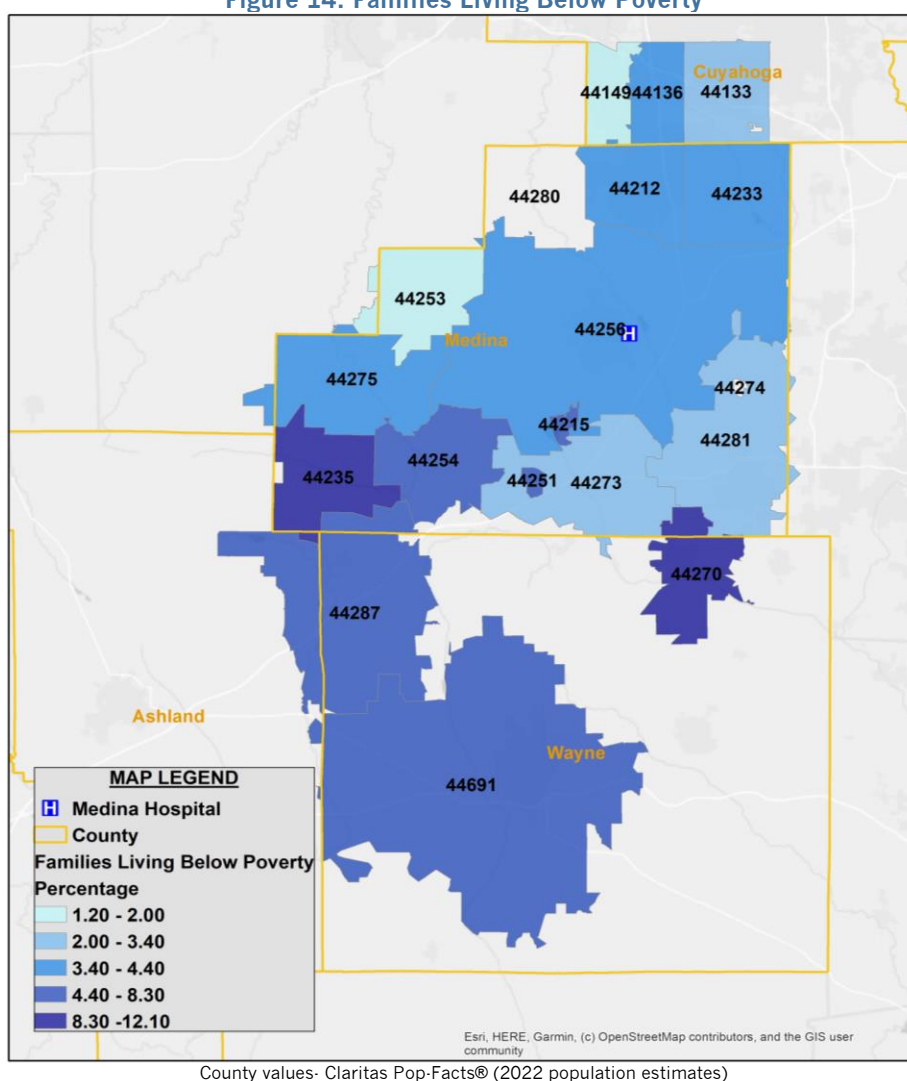 Figure 14: Families Living Below Poverty
Cuyahoga
44149 44136 44133
44280
44212
44233
44253
44256
H
Medina
44275
44274
44215
44281
44254
44235
44251
44273
44270
44287
Ashland
Wayne
44691
MAP LEGEND
H Medina Hospital
County
Families Living Below Poverty
Percentage
1.20 - 2.00
2.00 - 3.40
3.40 - 4.40
4.40 - 8.30
8.30 -12.10
Esri, HERE, Garmin, (c) OpenStreetMap contributors, and the GIS user
community
County values- Claritas Pop-Facts® (2022 population estimates)